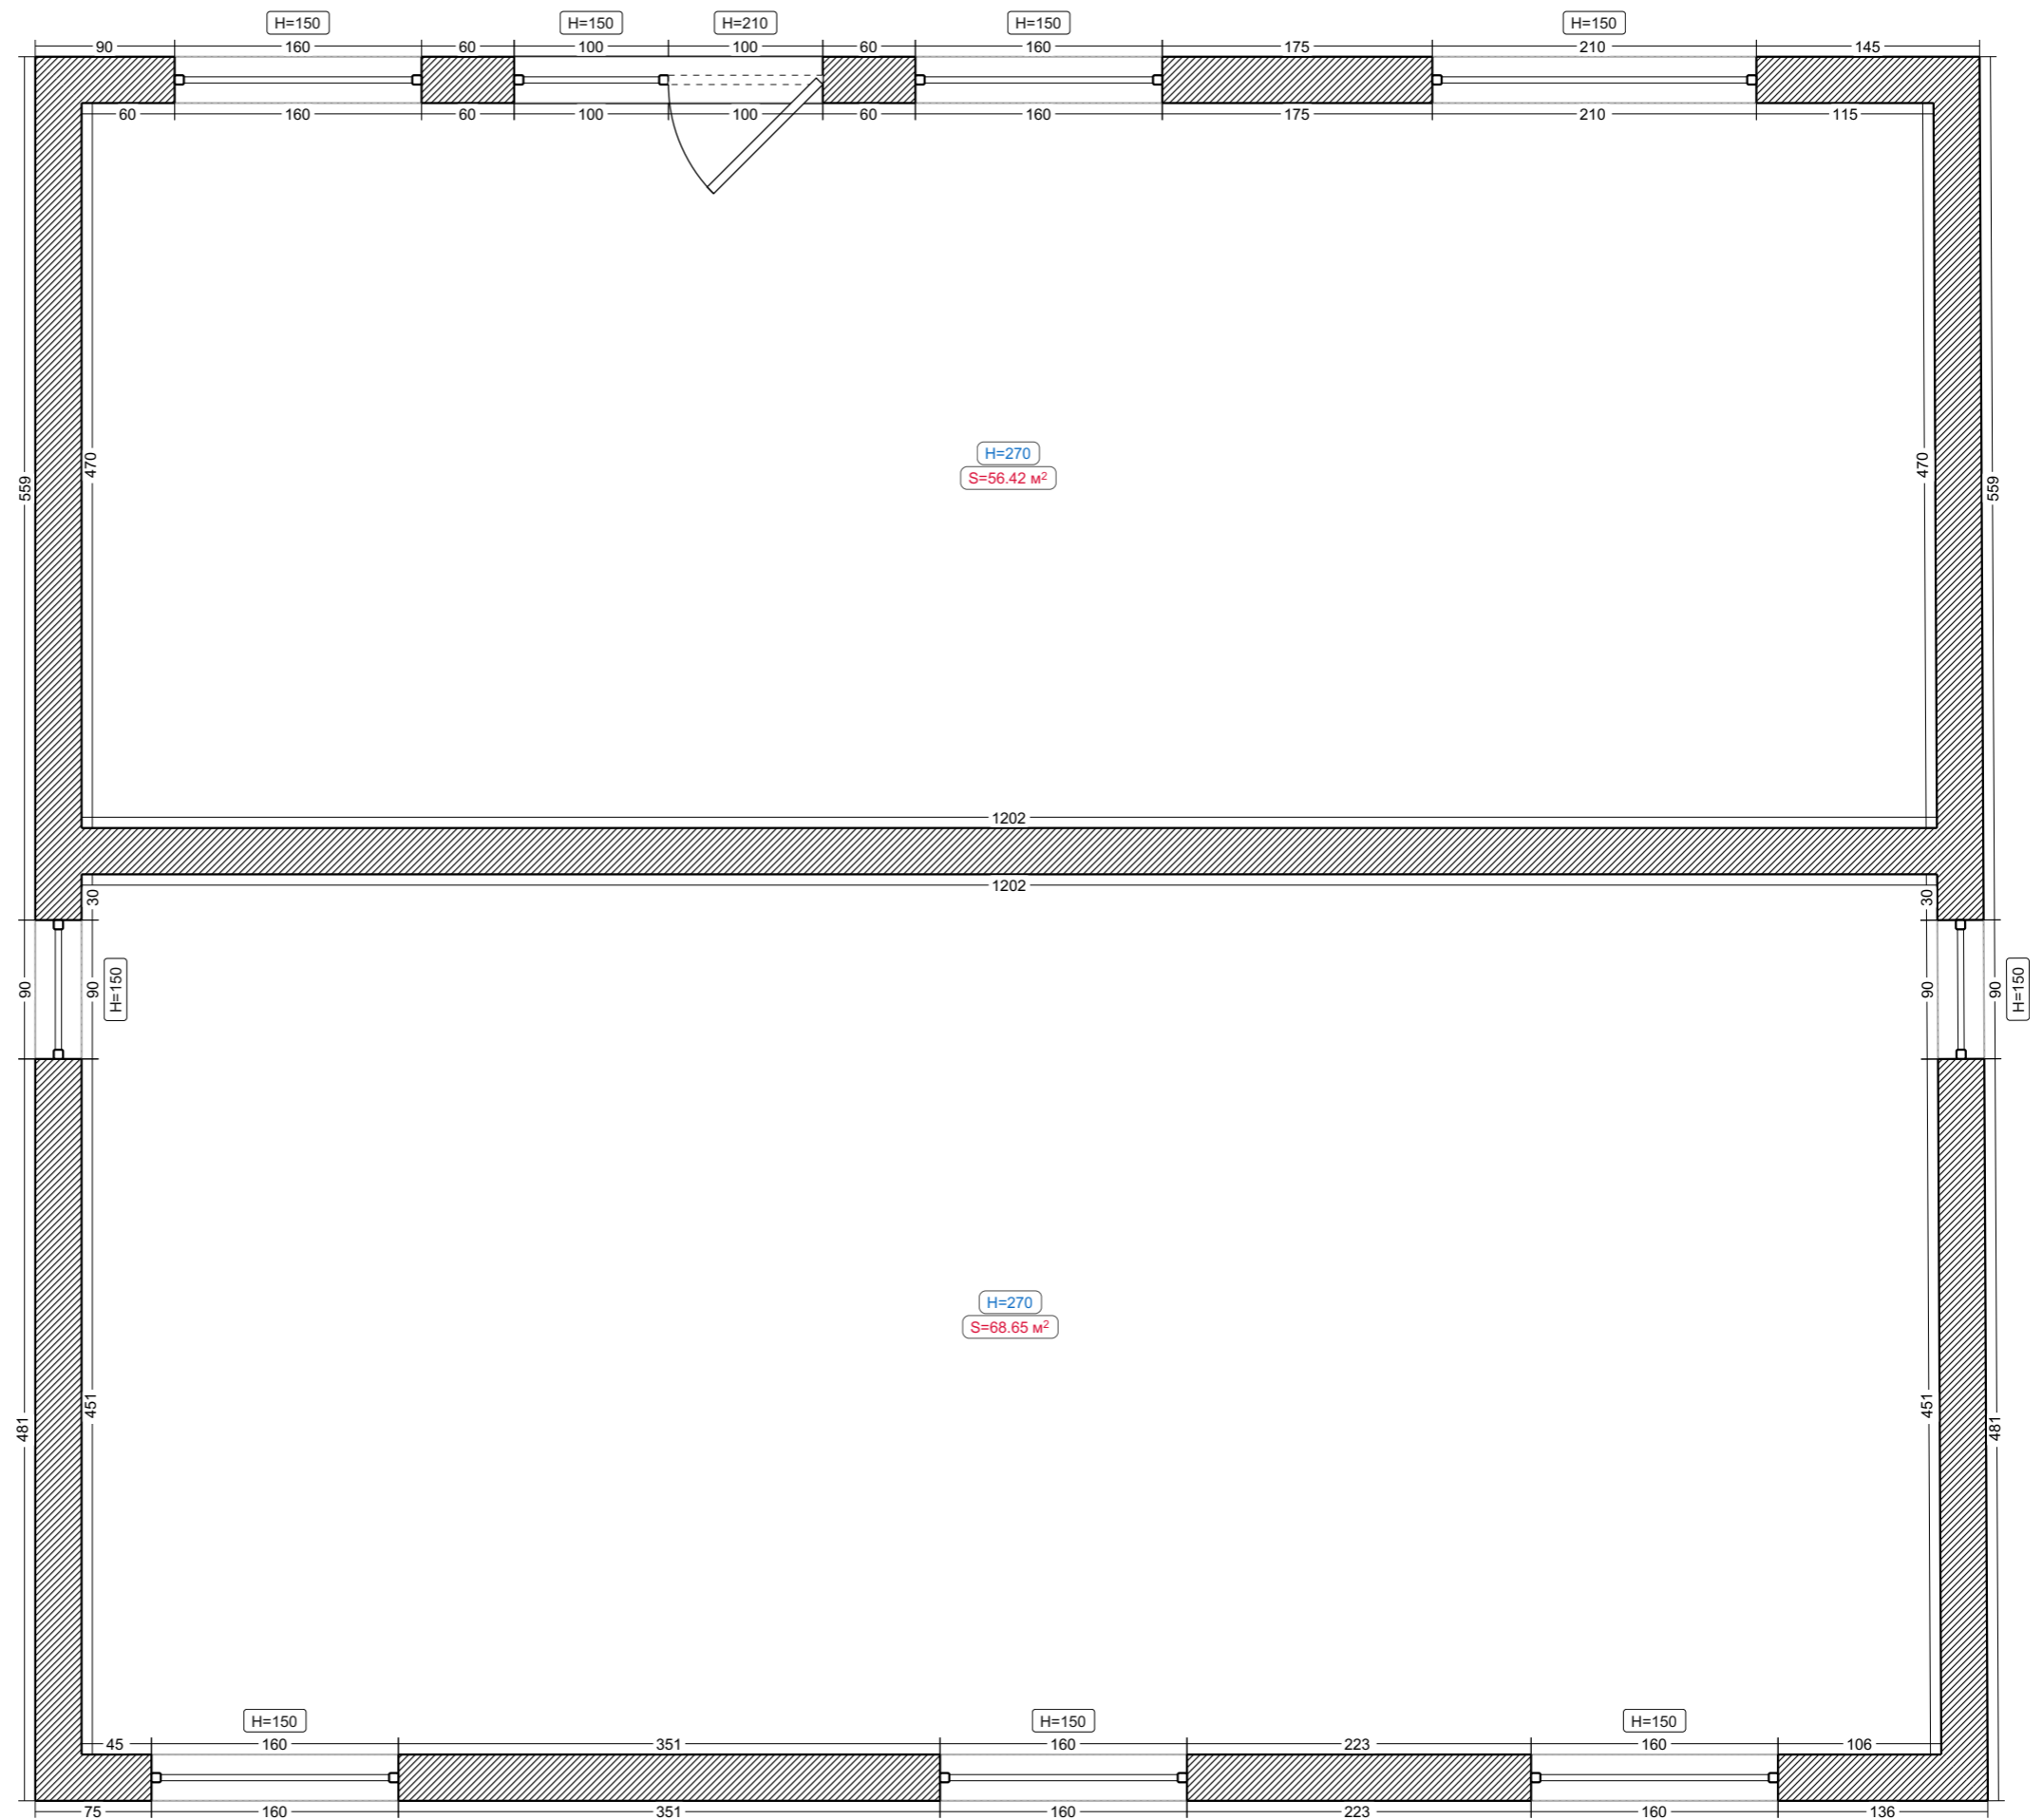 H=150 H=150 H=210 H=150 H=150
90 160 60 100 100 60 160 175 210 145
60 160 60 100 100 60 160 175 210 115
H=270
470 470
S=56.42 м²
559 559
1202
1202
30 30
90 90 H=150 90 90 H=150
H=270
S=68.65 м²
451 451
481 481
H=150 H=150 H=150
45 160 351 160 223 160 106
75 160 351 160 223 160 136